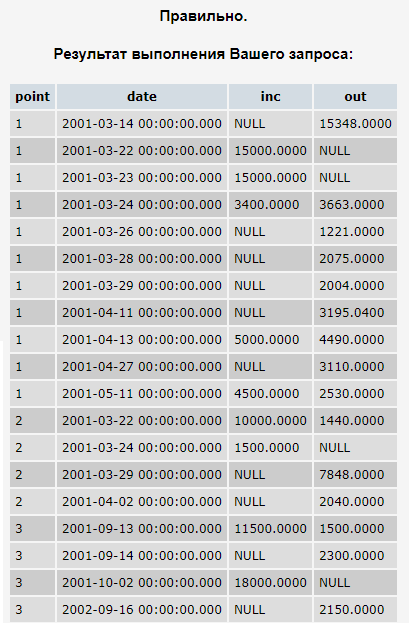 Правильно.
Результат выполнения Вашего запроса:
point date inc out
1 2001-03-14 00:00:00.000 NULL 15348.0000
1 2001-03-22 00:00:00.000 15000.0000 NULL
1 2001-03-23 00:00:00.000 15000.0000 NULL
1 2001-03-24 00:00:00.000 3400.0000 3663.0000
1 2001-03-26 00:00:00.000 NULL 1221.0000
1 2001-03-28 00:00:00.000 NULL 2075.0000
1 2001-03-29 00:00:00.000 NULL 2004.0000
1 2001-04-11 00:00:00.000 NULL 3195.0400
1 2001-04-13 00:00:00.000 5000.0000 4490.0000
1 2001-04-27 00:00:00.000 NULL 3110.0000
1 2001-05-11 00:00:00.000 4500.0000 2530.0000
2 2001-03-22 00:00:00.000 10000.0000 1440.0000
2 2001-03-24 00:00:00.000 1500.0000 NULL
2 2001-03-29 00:00:00.000 NULL 7848.0000
2 2001-04-02 00:00:00.000 NULL 2040.0000
3 2001-09-13 00:00:00.000 11500.0000 1500.0000
3 2001-09-14 00:00:00.000 NULL 2300.0000
3 2001-10-02 00:00:00.000 18000.0000 NULL
3 2002-09-16 00:00:00.000 NULL 2150.0000